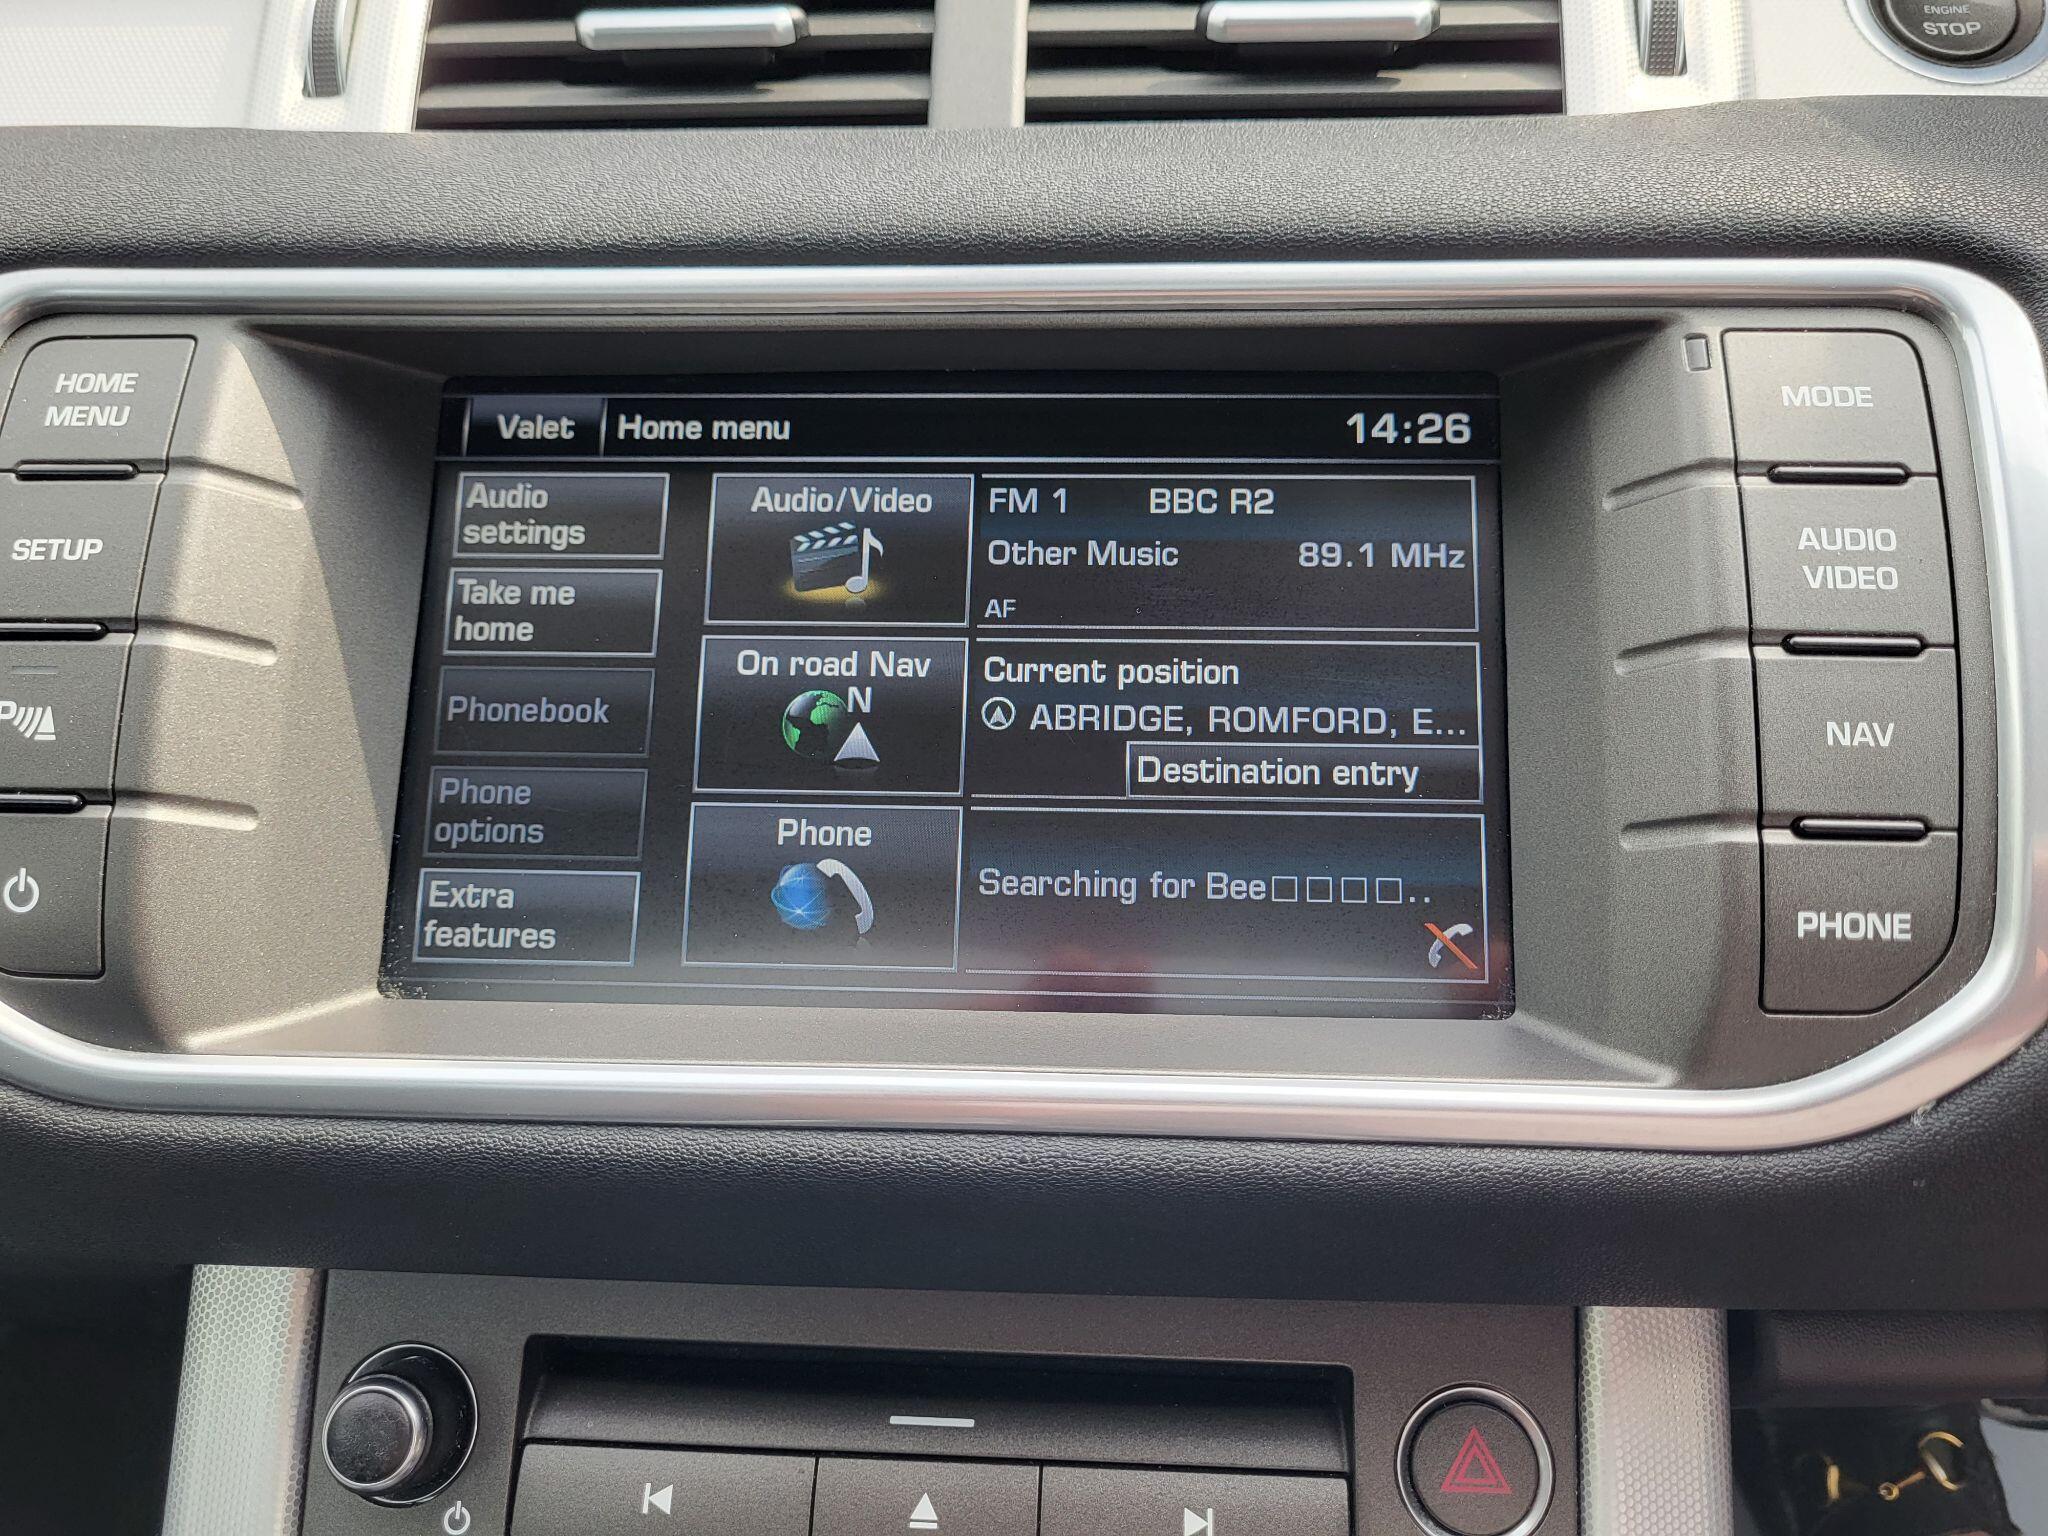 ENGINE
STOP
HOME
MENU
SETUP
P
MODE
AUDIO
VIDEO
NAV
PHONE
Valet
Home menu
14:26
Audio
settings
Take me
home
Phonebook
Phone
options
Extra
features
Audio/Video
FM 1
BBC R2
Other Music
89.1 MHz
AF
On road Nav
N
Current position
ABRIDGE, ROMFORD, E...
Destination entry
Phone
Searching for Bee□□□□..